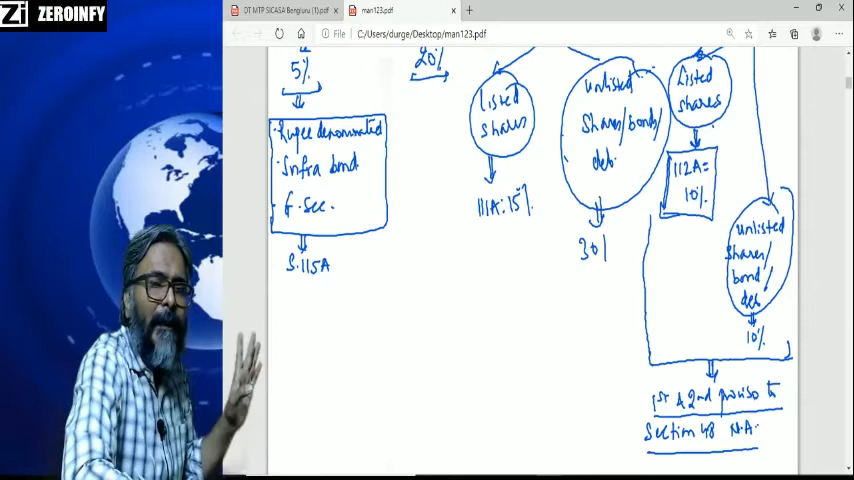 Zi ZEROINFY
DT MTP SICASA Bengluru (1).pdf
man123.pdf
File | C:/Users/durge/Desktop/man123.pdf
5%
20%
Rupee denominated
Infra bond
G. Sec.
S. 115A
Listed
shares
111A: 15%
unlisted
shares/bonds/
deb.
30%
Listed
shares
112A=
10%
unlisted
shares/
bond/
deb
10%
1st & 2nd proviso to
Section 48 N.A.